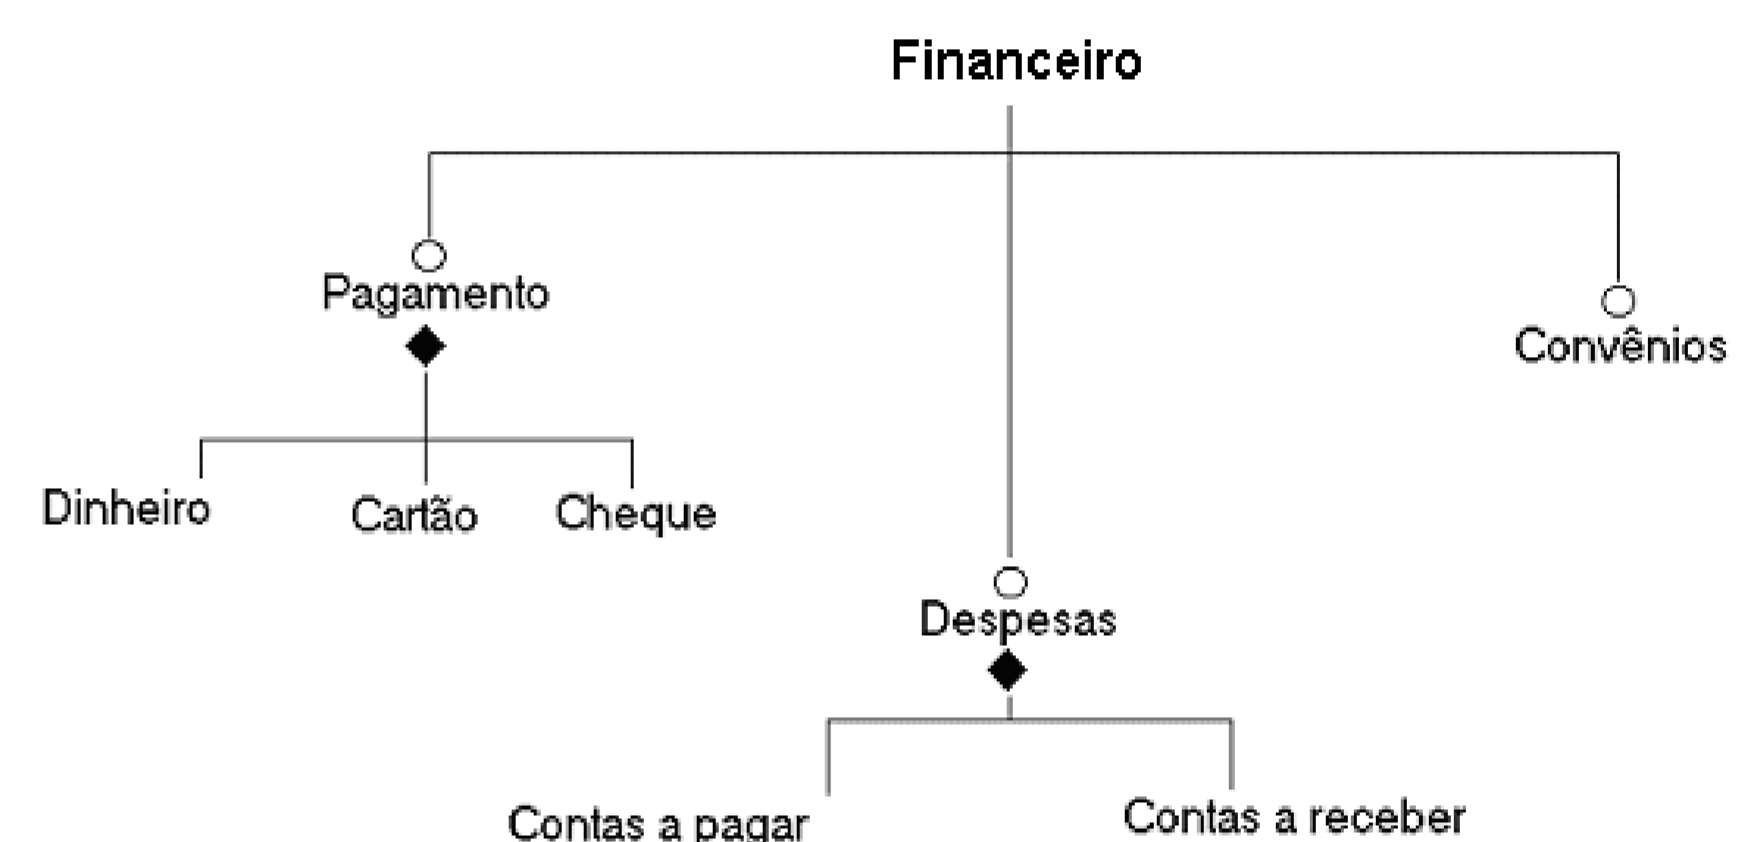 Financeiro
Pagamento
Convênios
Dinheiro
Cartão
Cheque
Despesas
Contas a pagar
Contas a receber